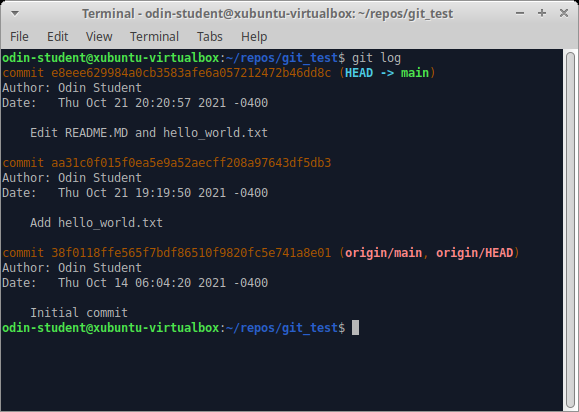 Terminal - odin-student@xubuntu-virtualbox: ~/repos/git_test
File Edit View Terminal Tabs Help
odin-student@xubuntu-virtualbox:~/repos/git_test$ git log
commit e8eee629984a0cb3583afe6a057212472b46dd8c (HEAD -> main)
Author: Odin Student
Date:   Thu Oct 21 20:20:57 2021 -0400
    Edit README.MD and hello_world.txt
commit aa31c0f015f0ea5e9a52aecff208a97643df5db3
Author: Odin Student
Date:   Thu Oct 21 19:19:50 2021 -0400
    Add hello_world.txt
commit 38f0118ffe565f7bdf86510f9820fc5e741a8e01 (origin/main, origin/HEAD)
Author: Odin Student
Date:   Thu Oct 14 06:04:20 2021 -0400
    Initial commit
odin-student@xubuntu-virtualbox:~/repos/git_test$